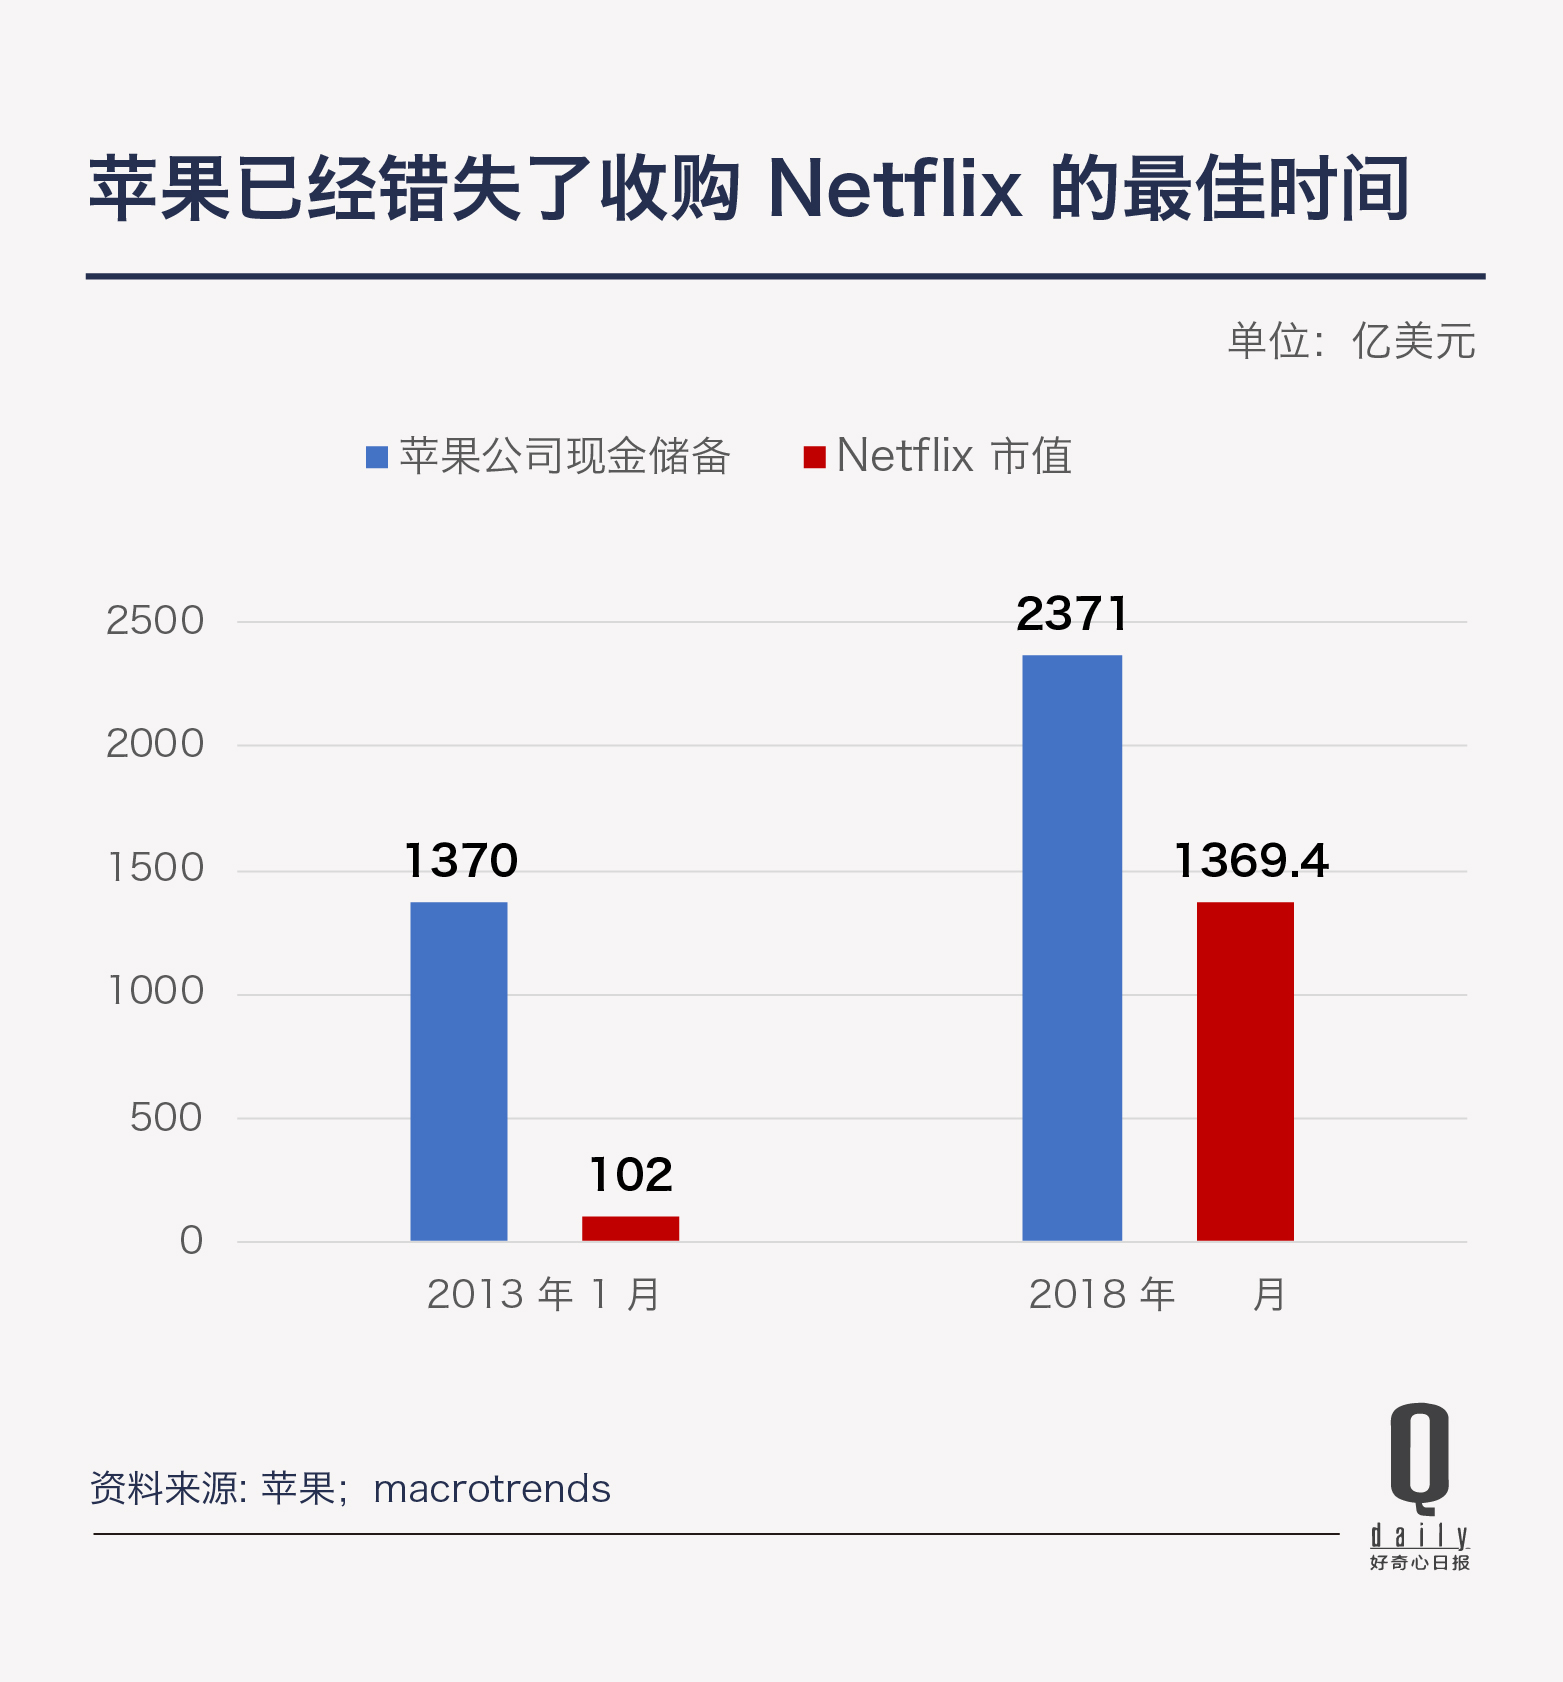 苹果已经错失了收购 Netflix 的最佳时间
单位：亿美元
苹果公司现金储备 Netflix 市值
2500
2000
1500
1000
500
0
2371
1370
1369.4
102
2013 年 1 月
2018 年 月
资料来源: 苹果；macrotrends
Q
daily
好奇心日报